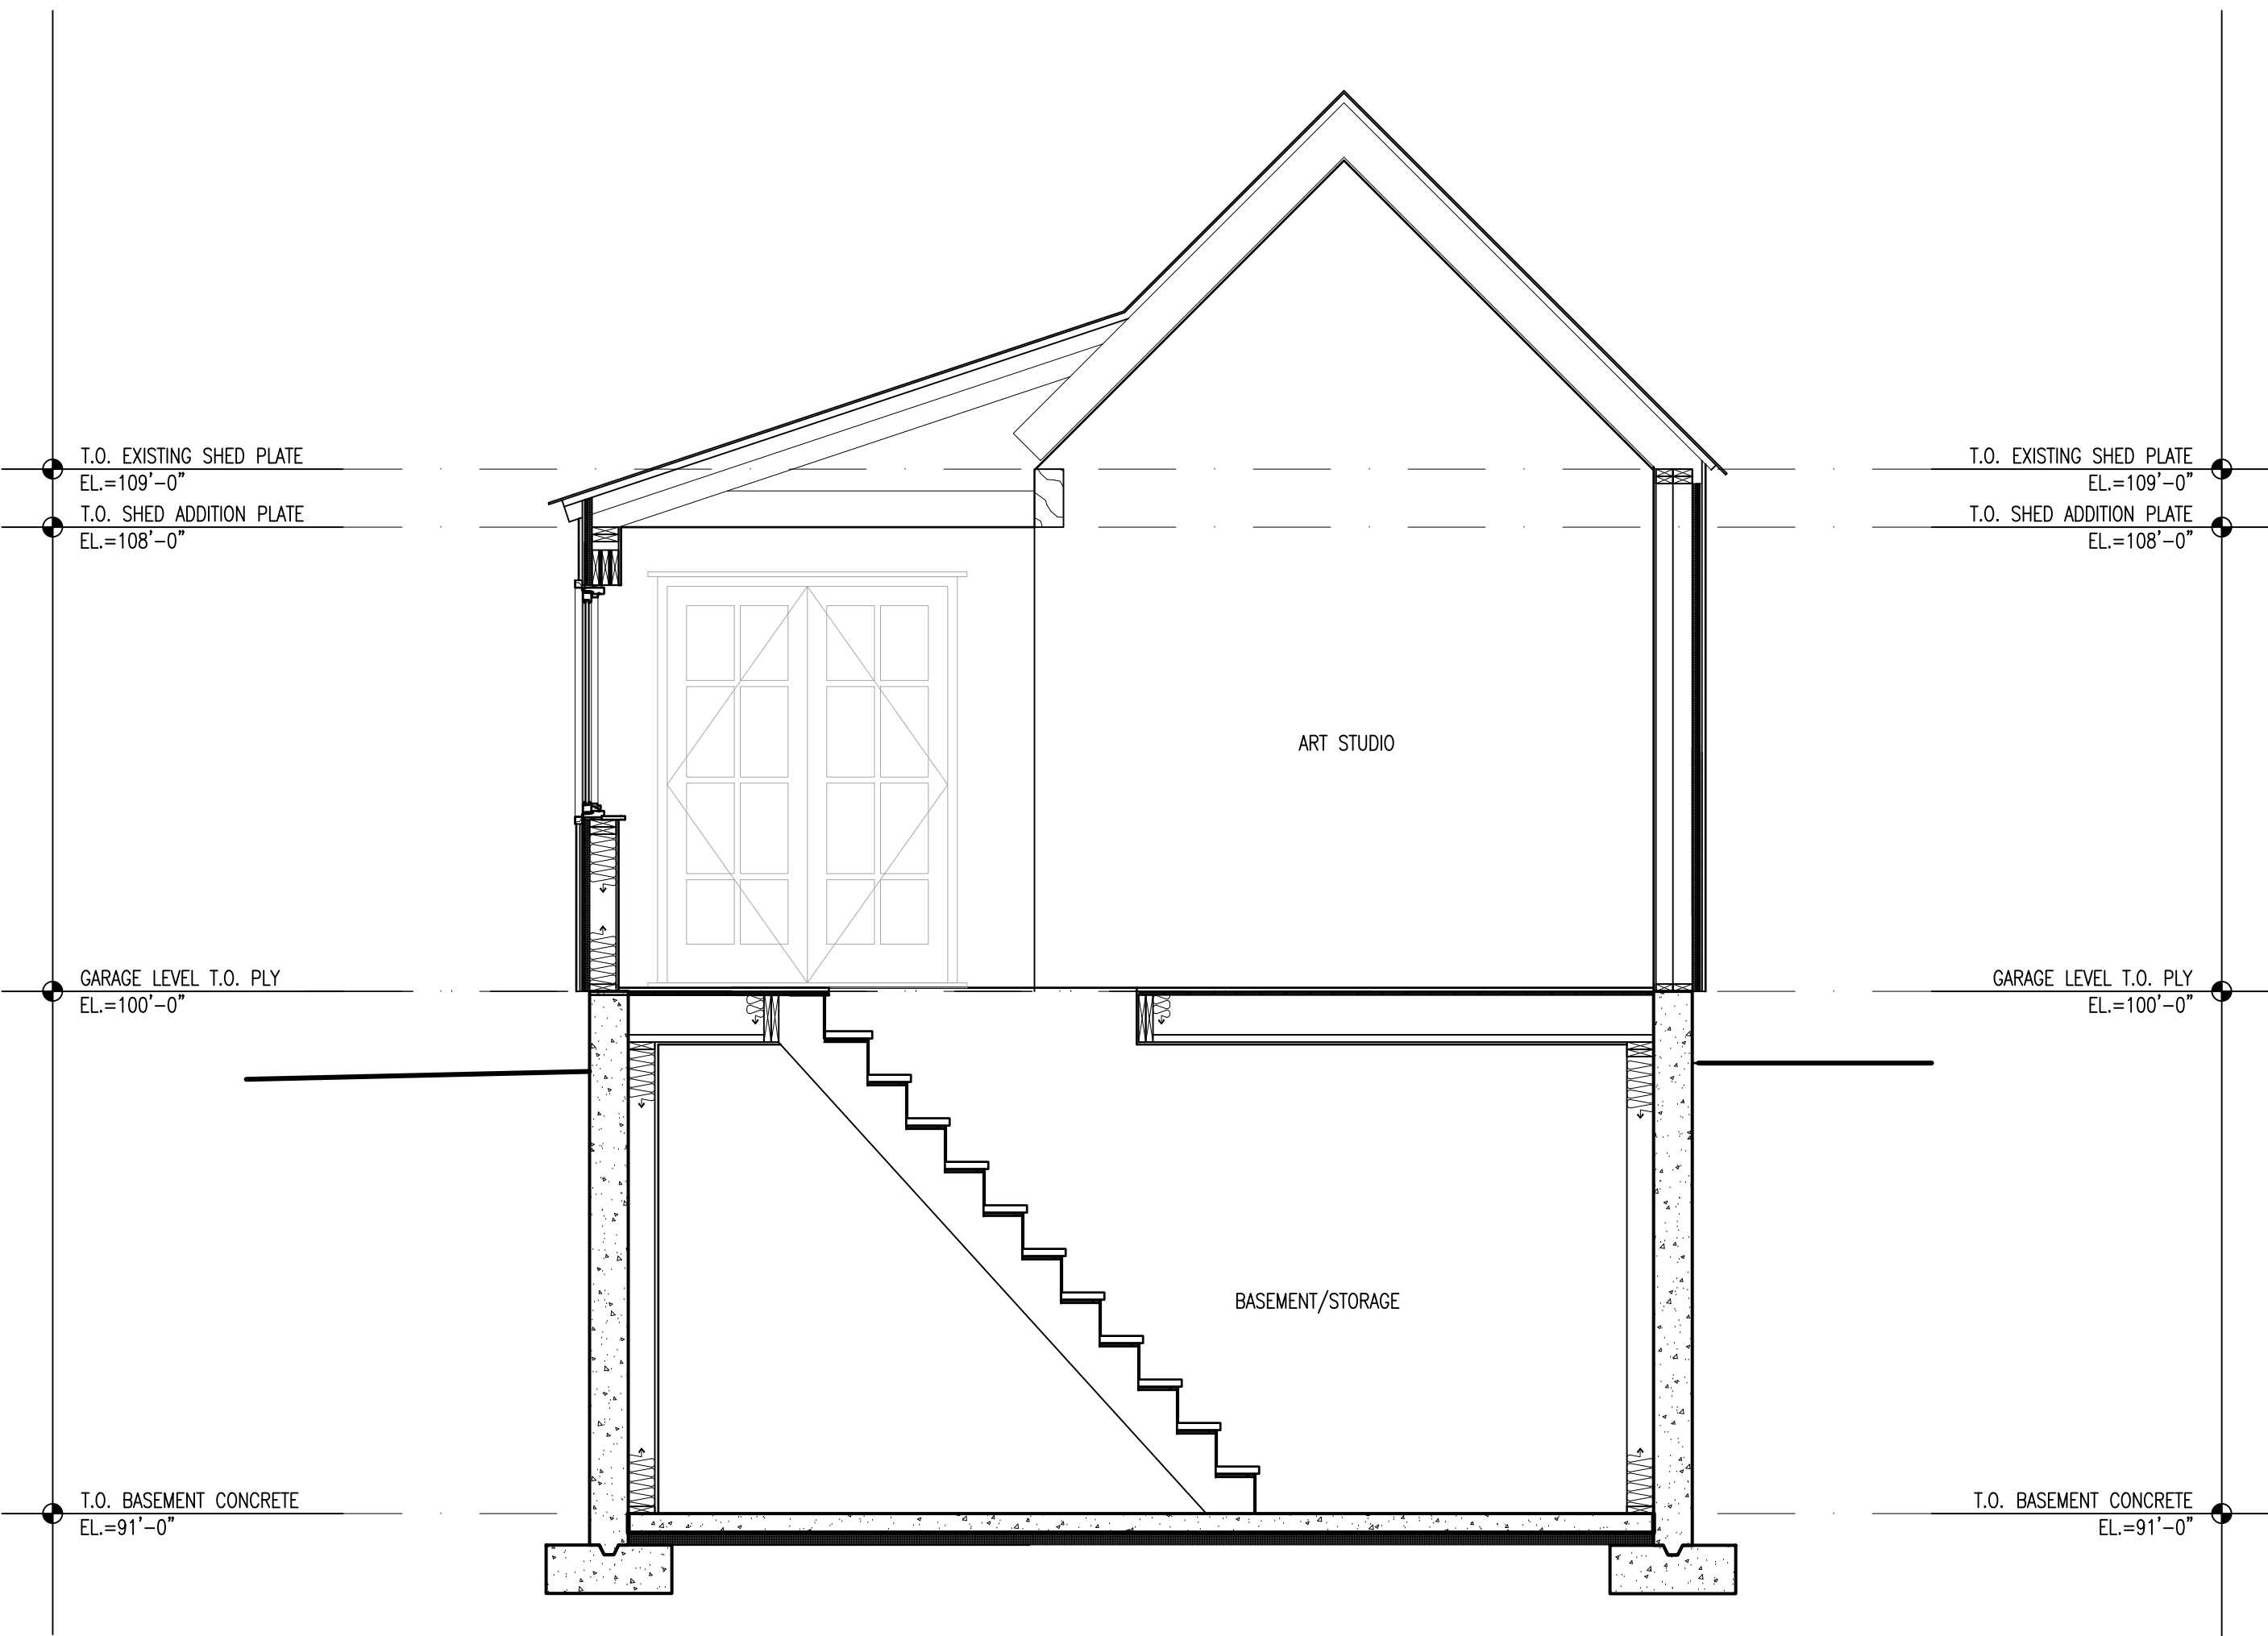 T.O. EXISTING SHED PLATE
EL.=109'-0"
T.O. SHED ADDITION PLATE
EL.=108'-0"
T.O. EXISTING SHED PLATE
EL.=109'-0"
T.O. SHED ADDITION PLATE
EL.=108'-0"
ART STUDIO
GARAGE LEVEL T.O. PLY
EL.=100'-0"
GARAGE LEVEL T.O. PLY
EL.=100'-0"
BASEMENT/STORAGE
T.O. BASEMENT CONCRETE
EL.=91'-0"
T.O. BASEMENT CONCRETE
EL.=91'-0"